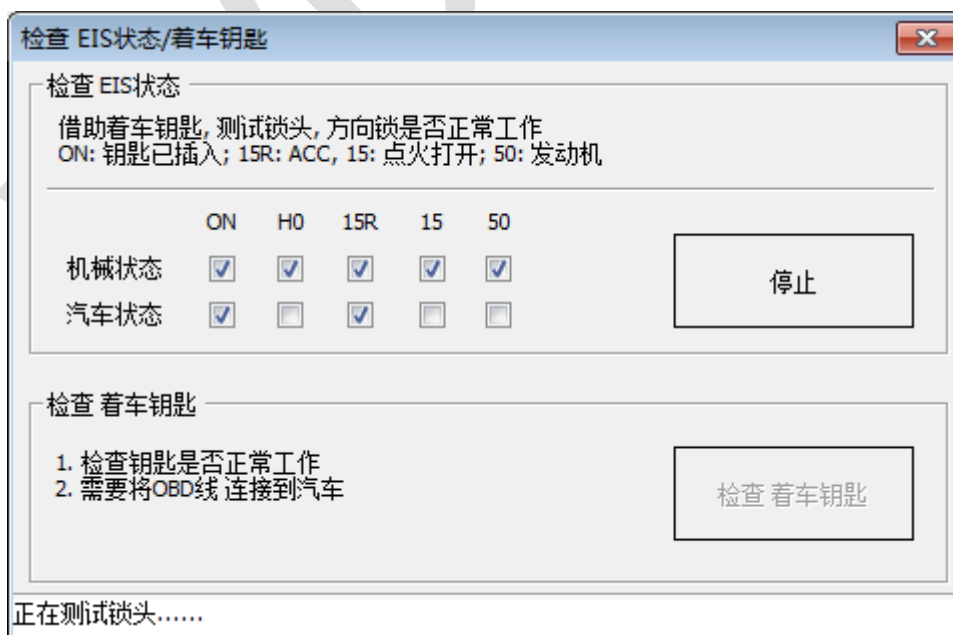 检查 EIS状态/着车钥匙
检查 EIS状态
借助着车钥匙, 测试锁头, 方向锁是否正常工作
ON: 钥匙已插入; 15R: ACC, 15: 点火打开; 50: 发动机
ON H0 15R 15 50
机械状态
停止
汽车状态
检查 着车钥匙
1. 检查钥匙是否正常工作
2. 需要将OBD线 连接到汽车
检查 着车钥匙
正在测试锁头......